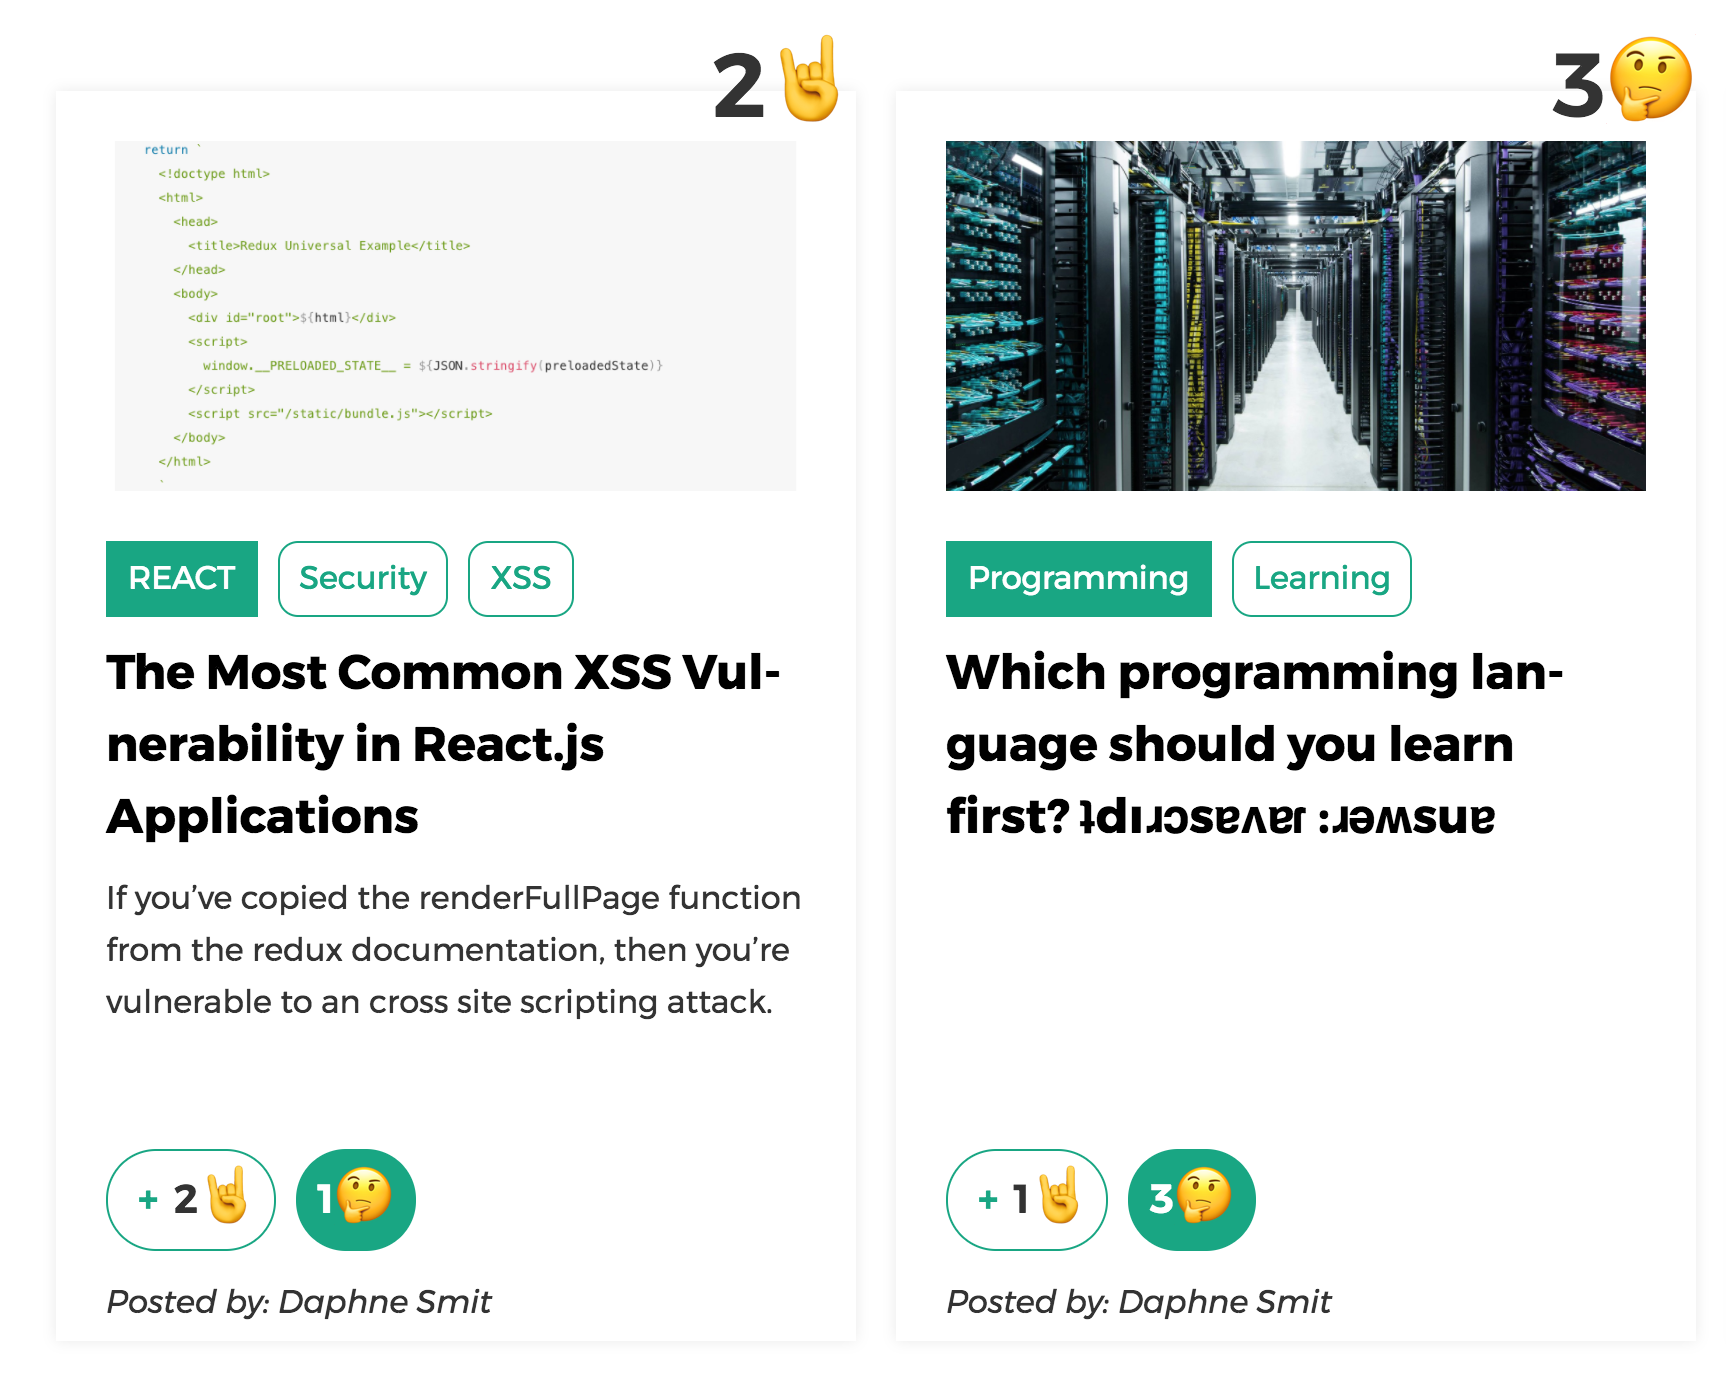 2🤘
return `
<!doctype html>
<html>
<head>
<title>Redux Universal Example</title>
</head>
<body>
<div id="root">${html}</div>
<script>
window.__PRELOADED_STATE__ = ${JSON.stringify(preloadedState)}
</script>
<script src="/static/bundle.js"></script>
</body>
</html>
`
REACT Security XSS
The Most Common XSS Vul-
nerability in React.js
Applications
If you’ve copied the renderFullPage function
from the redux documentation, then you’re
vulnerable to an cross site scripting attack.
+ 2🤘 1🤔
Posted by: Daphne Smit
3🤔
Programming Learning
Which programming lan-
guage should you learn
first? ʇdıɹɔsɐʌɐɾ :ɹǝʍsuɐ
+ 1🤘 3🤔
Posted by: Daphne Smit